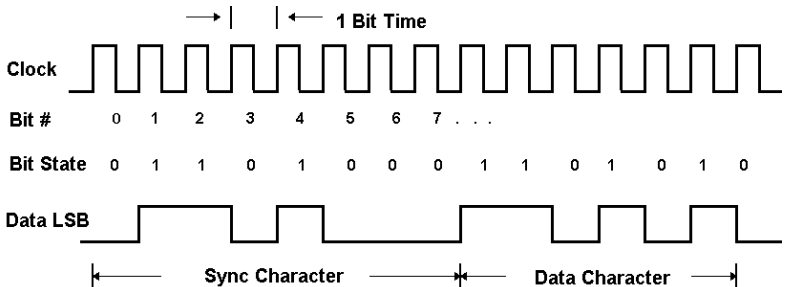 1 Bit Time
Clock
Bit # 0 1 2 3 4 5 6 7 . . .
Bit State 0 1 1 0 1 0 0 0 1 1 0 1 0 1 0
Data LSB
Sync Character Data Character